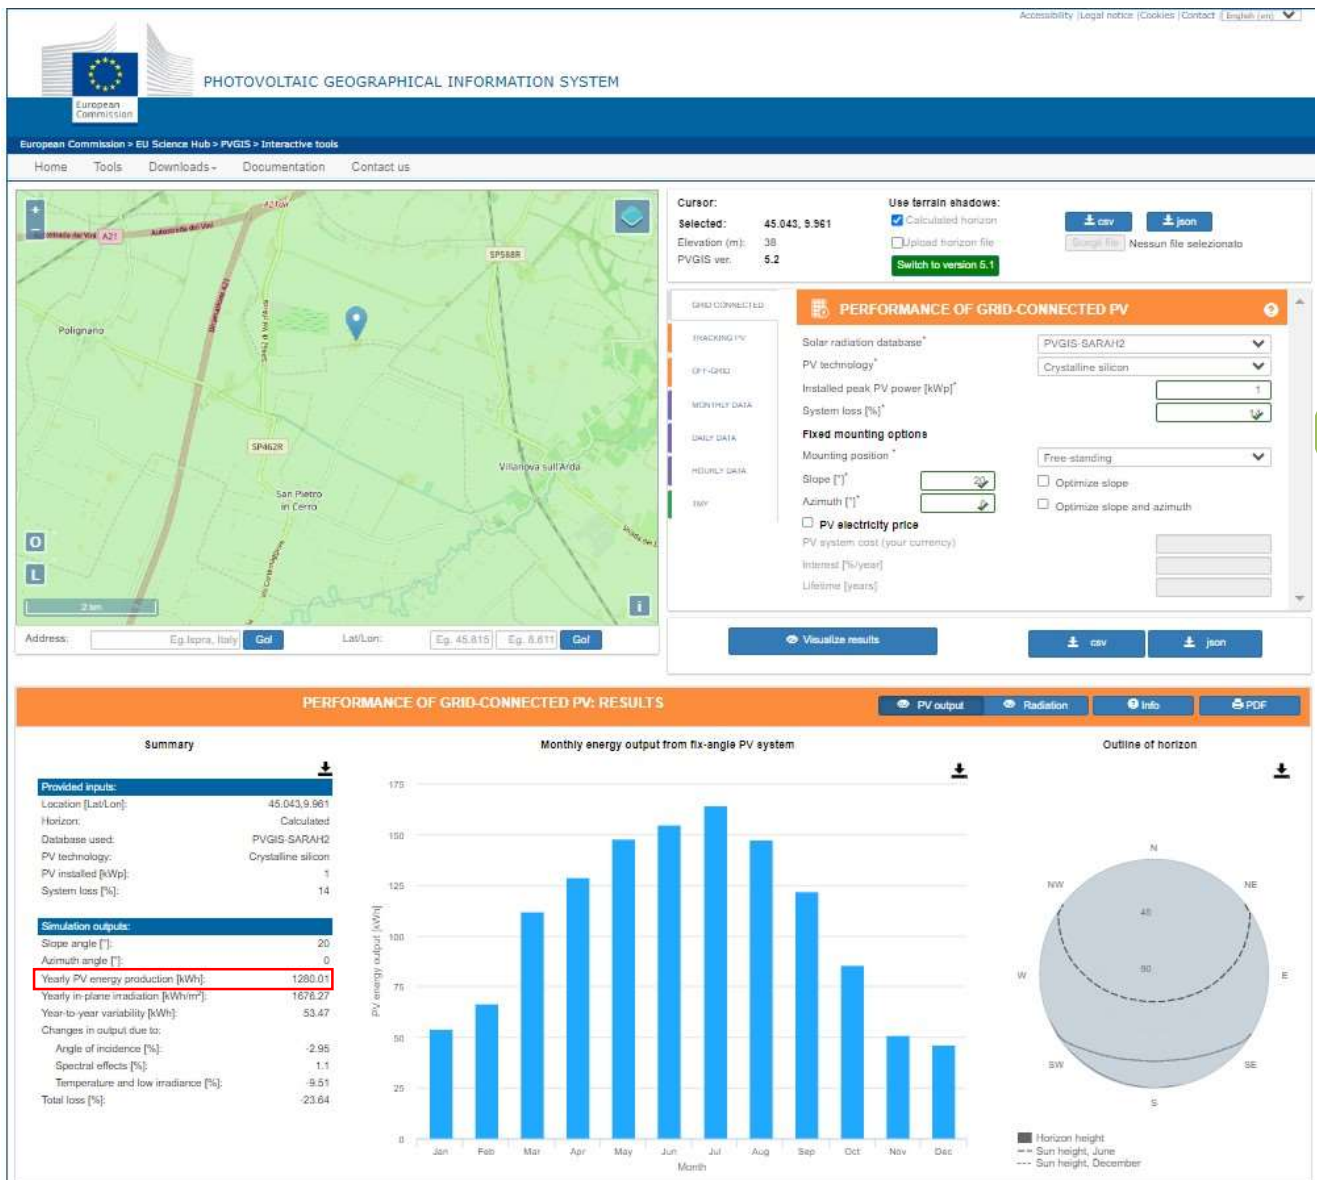 Accessibility |Legal notice |Cookies |Contact | English (en)
European
Commission
PHOTOVOLTAIC GEOGRAPHICAL INFORMATION SYSTEM
European Commission > EU Science Hub > PVGIS > Interactive tools
Home Tools Downloads Documentation Contact us
+
−
A21
Autostrada dei Vini
SP588R
Polignano
SP462R
Villanova sull'Arda
San Pietro
in Cerro
O
L
2 km
i
Address: Eg.Ispra, Italy Go! Lat/Lon: Eg. 45.815 Eg. 8.611 Go!
Cursor:
Selected: 45.043, 9.961
Elevation (m): 38
PVGIS ver. 5.2
Use terrain shadows:
Calculated horizon
Upload horizon file
Switch to version 5.1
csv json
Scegli file Nessun file selezionato
GRID CONNECTED
TRACKING PV
OFF-GRID
MONTHLY DATA
DAILY DATA
HOURLY DATA
TMY
PERFORMANCE OF GRID-CONNECTED PV
Solar radiation database* PVGIS-SARAH2
PV technology* Crystalline silicon
Installed peak PV power [kWp]* 1
System loss [%]* 14
Fixed mounting options
Mounting position * Free-standing
Slope [°]* 20 Optimize slope
Azimuth [°]* 0 Optimize slope and azimuth
PV electricity price
PV system cost (your currency)
Interest [%/year]
Lifetime [years]
Visualize results csv json
PERFORMANCE OF GRID-CONNECTED PV: RESULTS PV output Radiation Info PDF
Summary
Provided inputs:
Location [Lat/Lon]: 45.043,9.961
Horizon: Calculated
Database used: PVGIS-SARAH2
PV technology: Crystalline silicon
PV installed [kWp]: 1
System loss [%]: 14
Simulation outputs:
Slope angle [°]: 20
Azimuth angle [°]: 0
Yearly PV energy production [kWh]: 1280.01
Yearly in-plane irradiation [kWh/m²]: 1676.27
Year-to-year variability [kWh]: 53.47
Changes in output due to:
Angle of incidence [%]: -2.95
Spectral effects [%]: 1.1
Temperature and low irradiance [%]: -9.51
Total loss [%]: -23.64
Monthly energy output from fix-angle PV system
PV energy output [kWh]
175
150
125
100
75
50
25
0
Jan Feb Mar Apr May Jun Jul Aug Sep Oct Nov Dec
Month
Outline of horizon
N
NW NE
45
W 90 E
SW SE
S
Horizon height
Sun height, June
Sun height, December